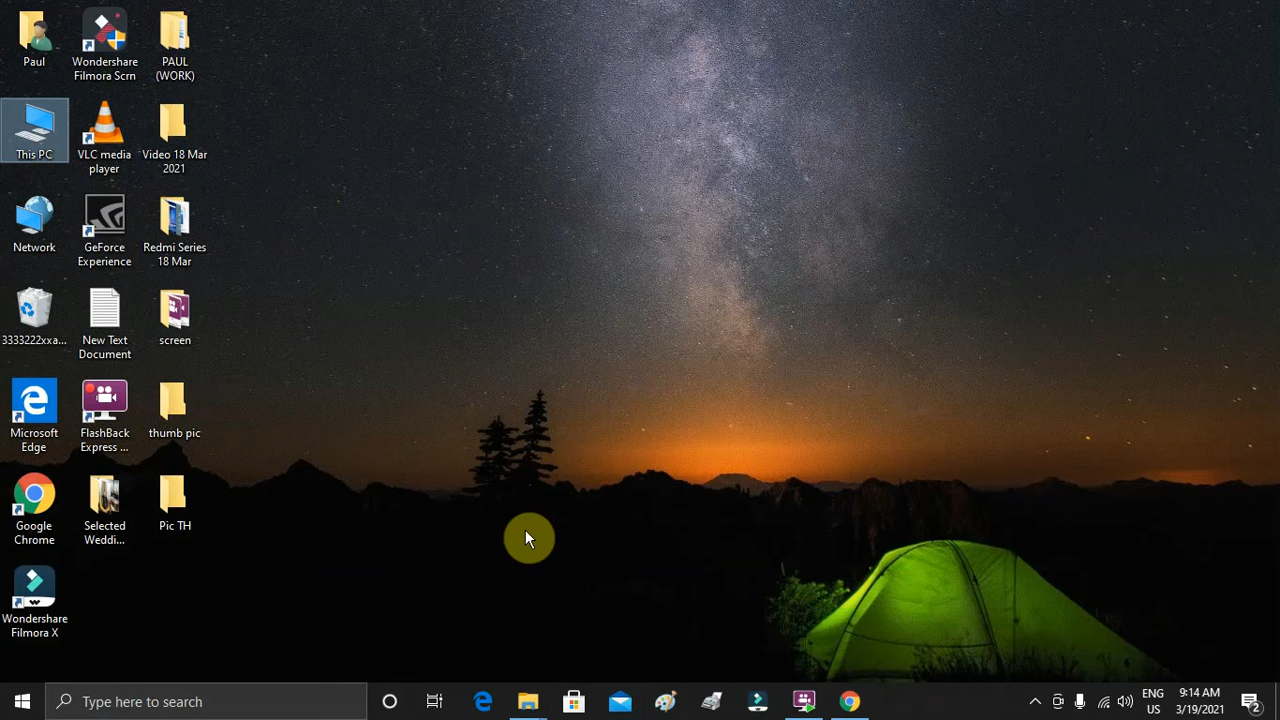 Paul
Wondershare
Filmora Scrn
PAUL
(WORK)
This PC
VLC media
player
Video 18 Mar
2021
Network
GeForce
Experience
Redmi Series
18 Mar
3333222xxa...
New Text
Document
screen
Microsoft
Edge
FlashBack
Express ...
thumb pic
Google
Chrome
Selected
Weddi...
Pic TH
Wondershare
Filmora X
Type here to search
ENG
US
9:14 AM
3/19/2021
2